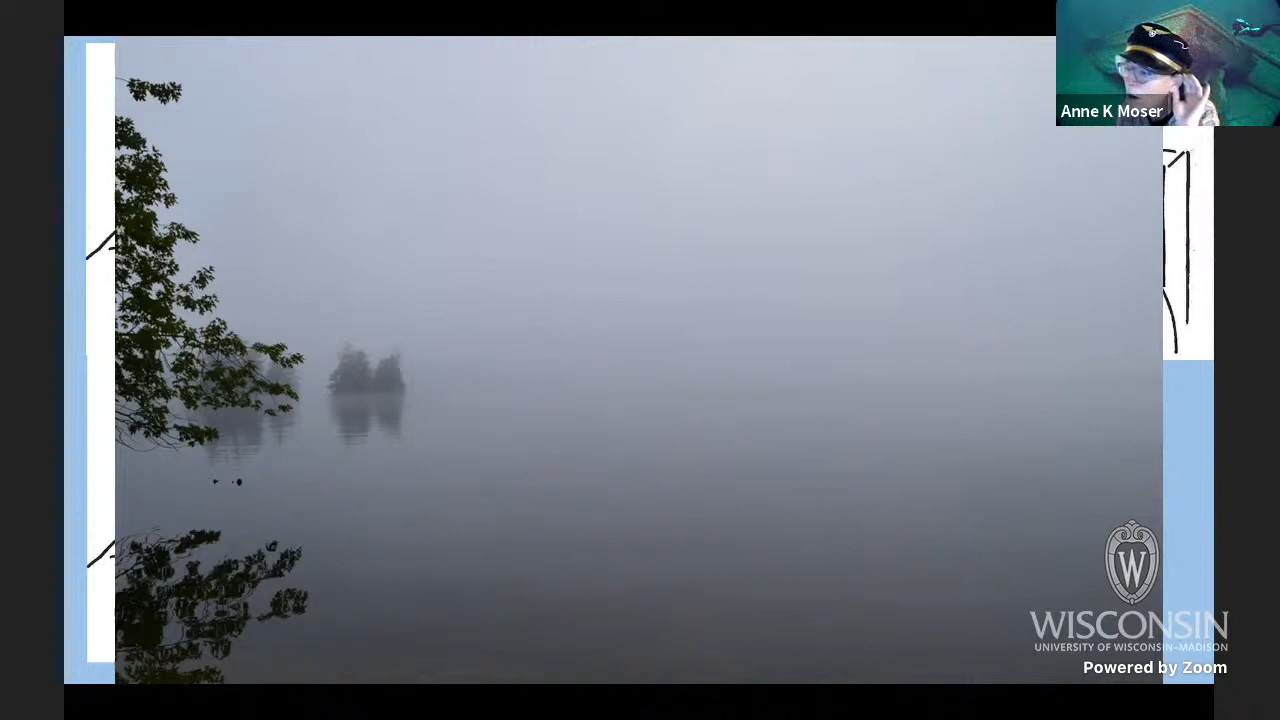 Anne K Moser
W
WISCONSIN
UNIVERSITY OF WISCONSIN–MADISON
Powered by Zoom